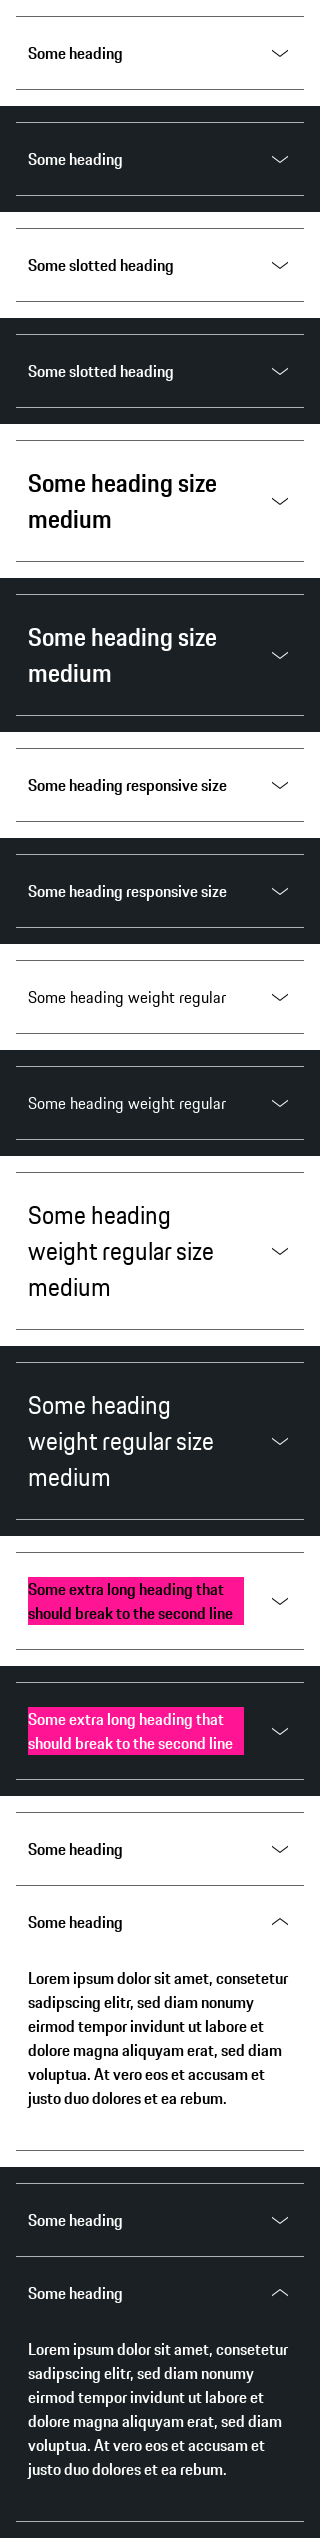 Some heading
Some heading
Some slotted heading
Some slotted heading
Some heading size
medium
Some heading size
medium
Some heading responsive size
Some heading responsive size
Some heading weight regular
Some heading weight regular
Some heading
weight regular size
medium
Some heading
weight regular size
medium
Some extra long heading that
should break to the second line
Some extra long heading that
should break to the second line
Some heading
Some heading
Lorem ipsum dolor sit amet, consetetur
sadipscing elitr, sed diam nonumy
eirmod tempor invidunt ut labore et
dolore magna aliquyam erat, sed diam
voluptua. At vero eos et accusam et
justo duo dolores et ea rebum.
Some heading
Some heading
Lorem ipsum dolor sit amet, consetetur
sadipscing elitr, sed diam nonumy
eirmod tempor invidunt ut labore et
dolore magna aliquyam erat, sed diam
voluptua. At vero eos et accusam et
justo duo dolores et ea rebum.